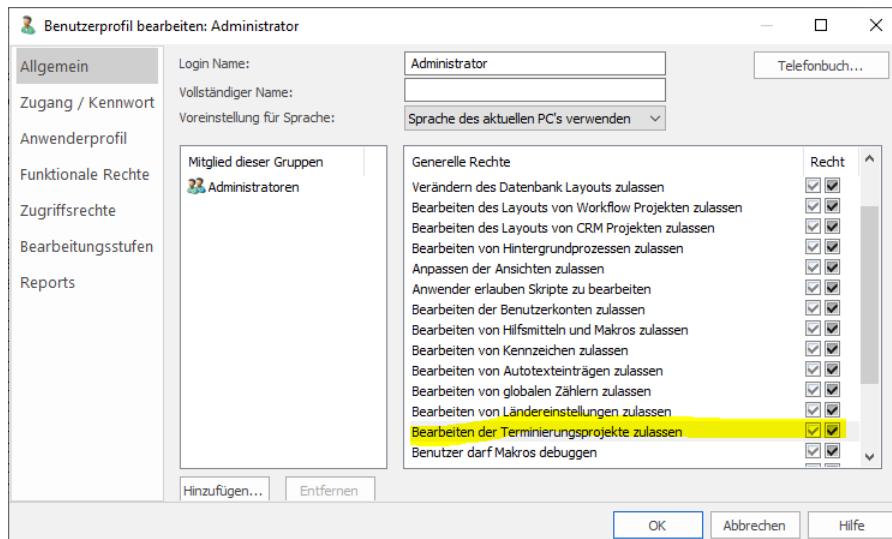 Benutzerprofil bearbeiten: Administrator
Allgemein
Zugang / Kennwort
Anwenderprofil
Funktionale Rechte
Zugriffsrechte
Bearbeitungsstufen
Reports
Login Name:
Administrator
Telefonbuch...
Vollständiger Name:
Voreinstellung für Sprache:
Sprache des aktuellen PC's verwenden
Mitglied dieser Gruppen
Administratoren
Generelle Rechte Recht
Verändern des Datenbank Layouts zulassen
Bearbeiten des Layouts von Workflow Projekten zulassen
Bearbeiten des Layouts von CRM Projekten zulassen
Bearbeiten von Hintergrundprozessen zulassen
Anpassen der Ansichten zulassen
Anwender erlauben Skripte zu bearbeiten
Bearbeiten der Benutzerkonten zulassen
Bearbeiten von Hilfsmitteln und Makros zulassen
Bearbeiten von Kennzeichen zulassen
Bearbeiten von Autotexteinträgen zulassen
Bearbeiten von globalen Zählern zulassen
Bearbeiten von Ländereinstellungen zulassen
Bearbeiten der Terminierungsprojekte zulassen
Benutzer darf Makros debuggen
Hinzufügen...
Entfernen
OK
Abbrechen
Hilfe